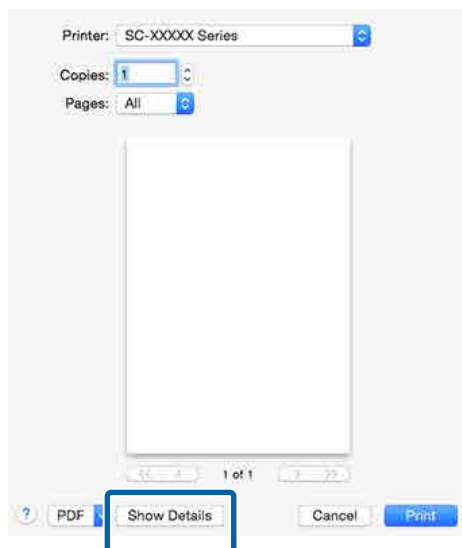 Printer: SC-XXXXX Series
Copies: 1
Pages: All
<< < 1 of 1 > >>
? PDF Show Details Cancel Print